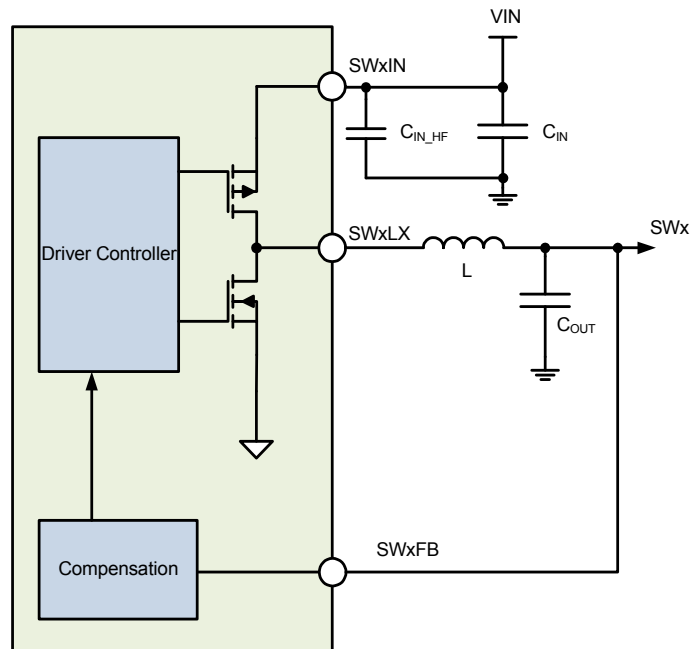 VIN
SWxIN
C_IN_HF
C_IN
Driver Controller
SWxLX
SWx
L
C_OUT
SWxFB
Compensation